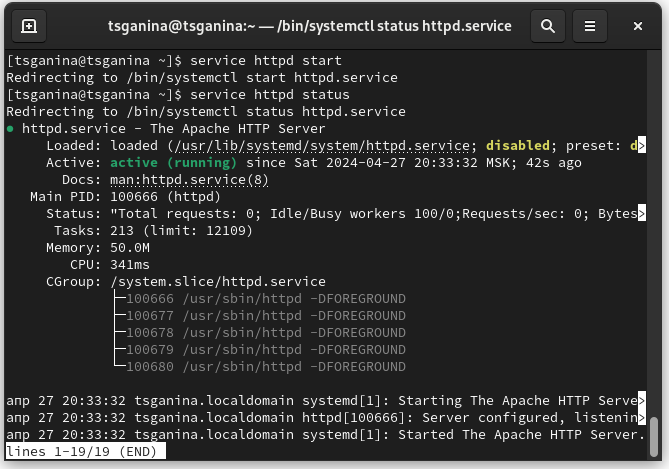 tsganina@tsganina:~ — /bin/systemctl status httpd.service
[tsganina@tsganina ~]$ service httpd start
Redirecting to /bin/systemctl start httpd.service
[tsganina@tsganina ~]$ service httpd status
Redirecting to /bin/systemctl status httpd.service
● httpd.service - The Apache HTTP Server
     Loaded: loaded (/usr/lib/systemd/system/httpd.service; disabled; preset: d>
     Active: active (running) since Sat 2024-04-27 20:33:32 MSK; 42s ago
       Docs: man:httpd.service(8)
   Main PID: 100666 (httpd)
     Status: "Total requests: 0; Idle/Busy workers 100/0;Requests/sec: 0; Bytes>
      Tasks: 213 (limit: 12109)
     Memory: 50.0M
        CPU: 341ms
     CGroup: /system.slice/httpd.service
             ├─100666 /usr/sbin/httpd -DFOREGROUND
             ├─100677 /usr/sbin/httpd -DFOREGROUND
             ├─100678 /usr/sbin/httpd -DFOREGROUND
             ├─100679 /usr/sbin/httpd -DFOREGROUND
             └─100680 /usr/sbin/httpd -DFOREGROUND
апр 27 20:33:32 tsganina.localdomain systemd[1]: Starting The Apache HTTP Serve>
апр 27 20:33:32 tsganina.localdomain httpd[100666]: Server configured, listenin>
апр 27 20:33:32 tsganina.localdomain systemd[1]: Started The Apache HTTP Server.
lines 1-19/19 (END)